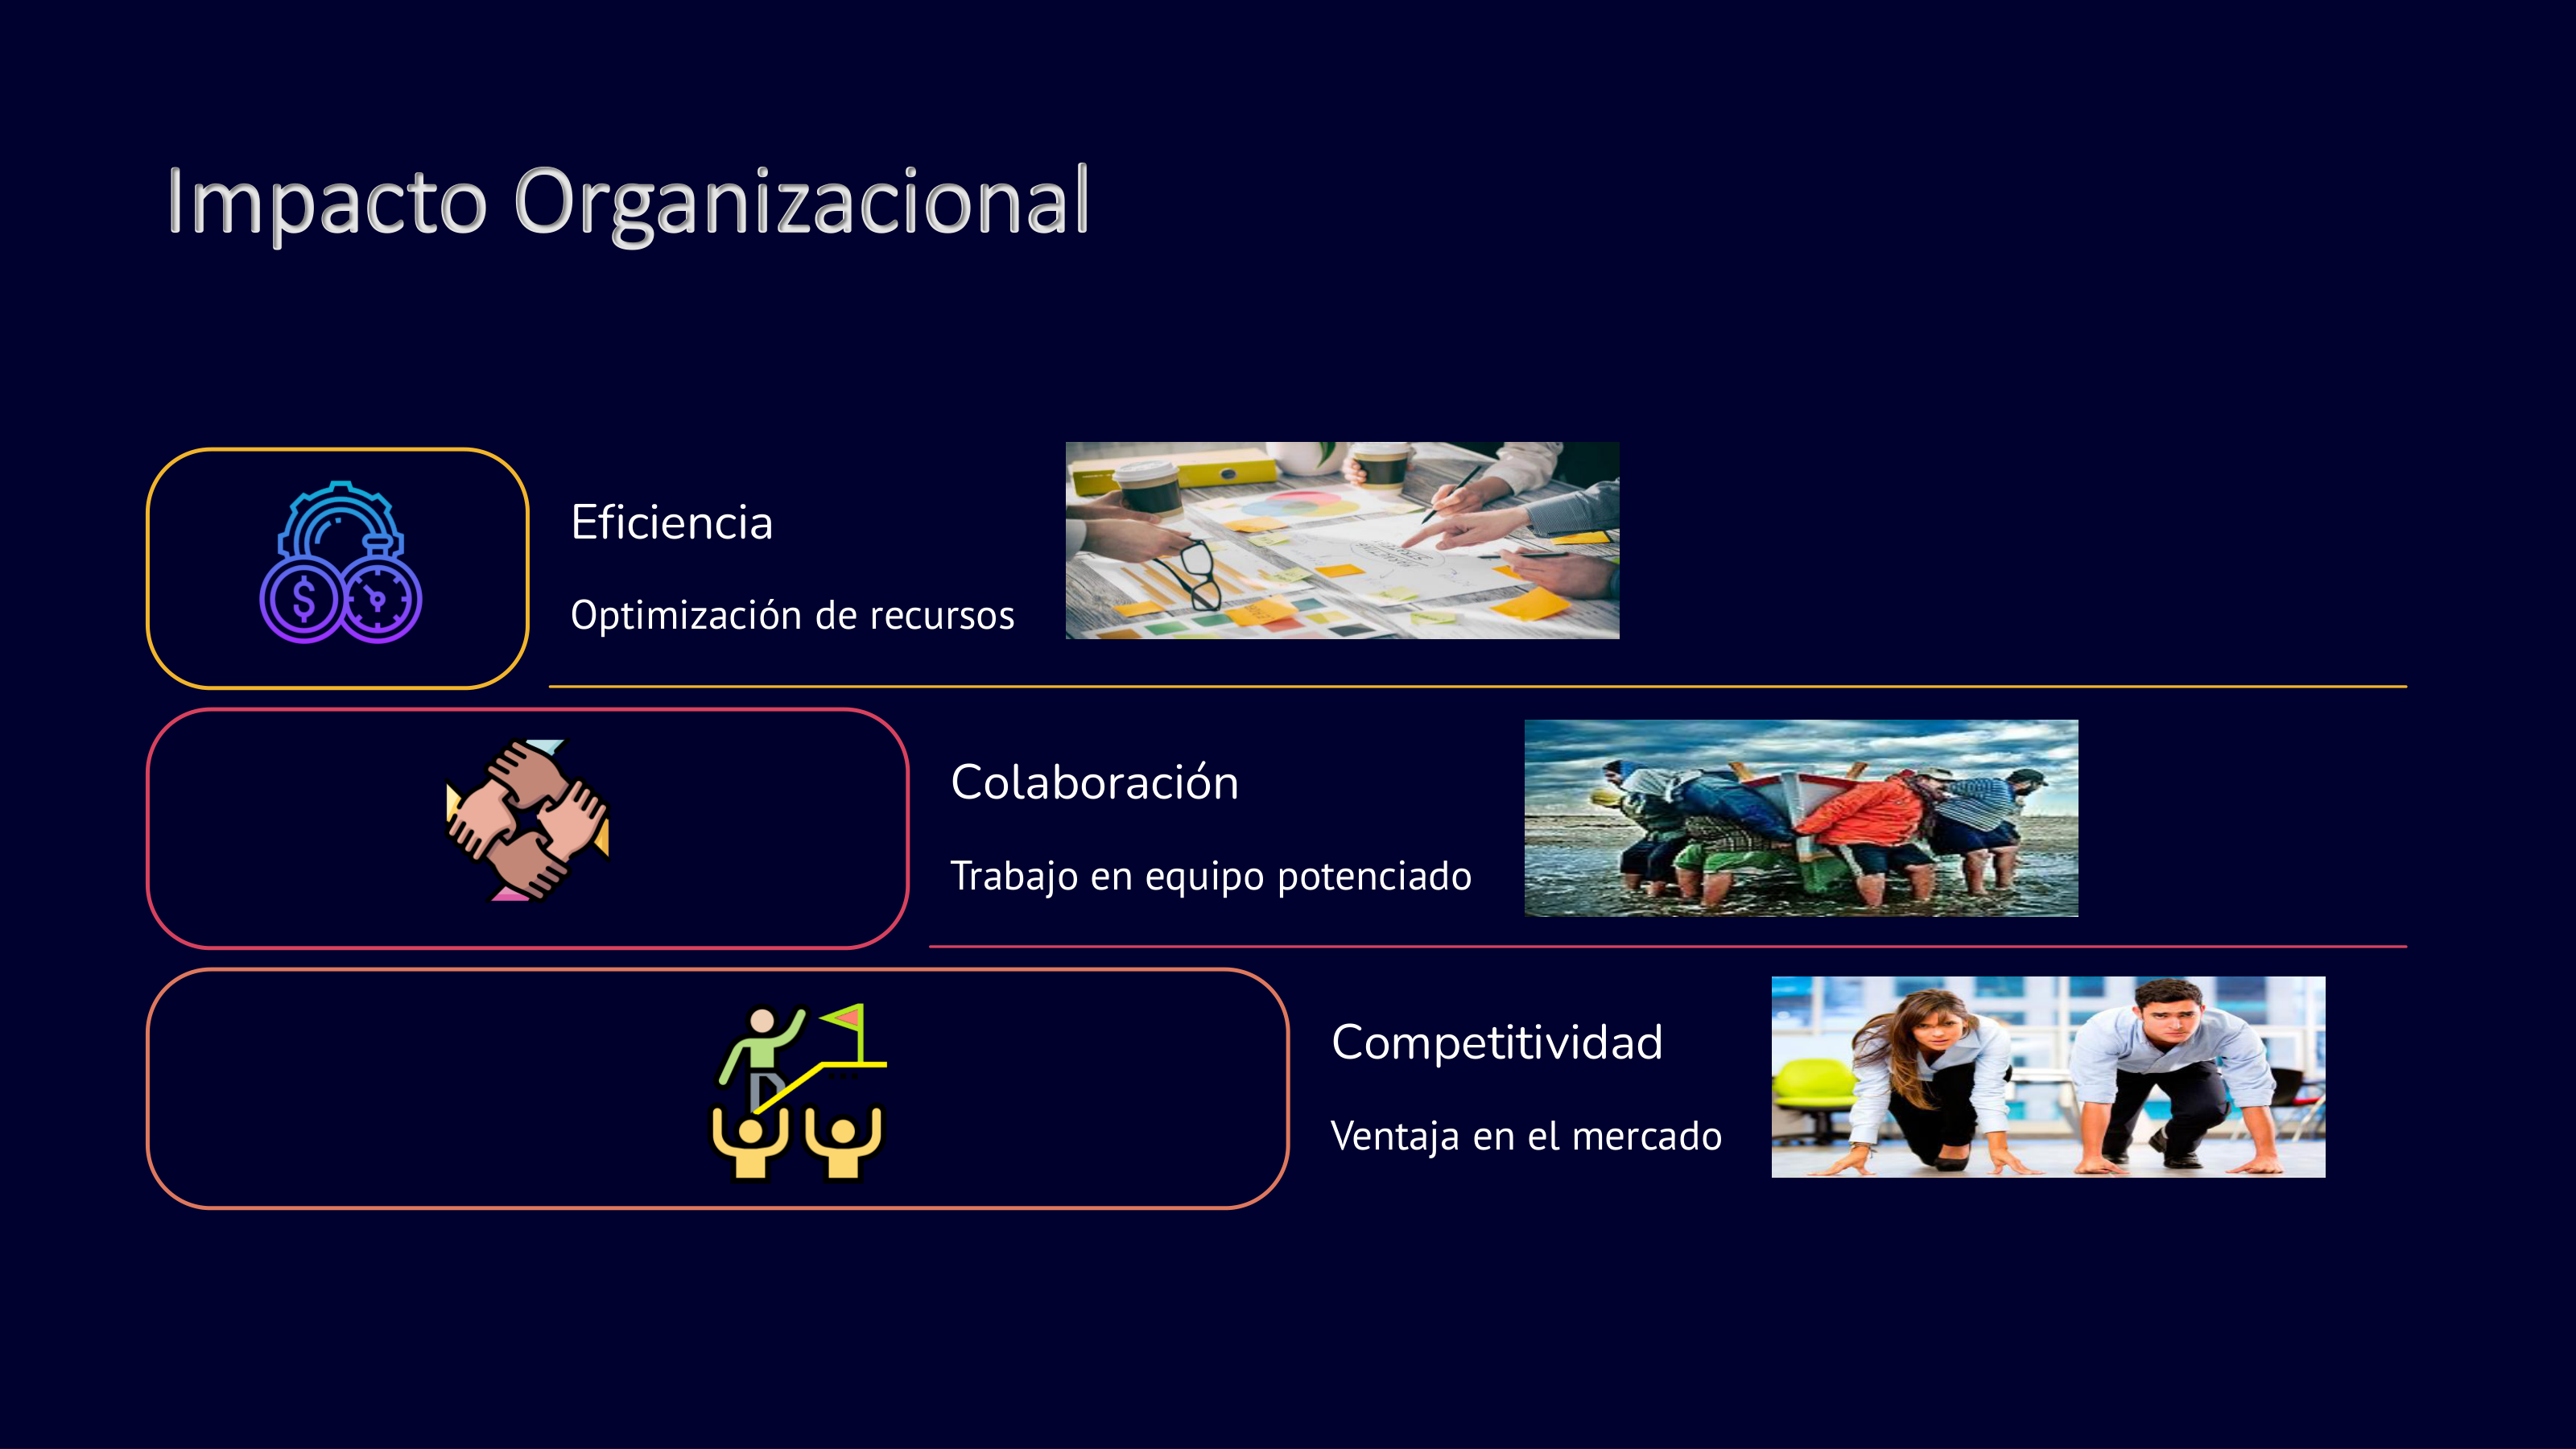 Impacto Organizacional
Eficiencia
Optimización de recursos
Colaboración
Trabajo en equipo potenciado
Competitividad
Ventaja en el mercado
$